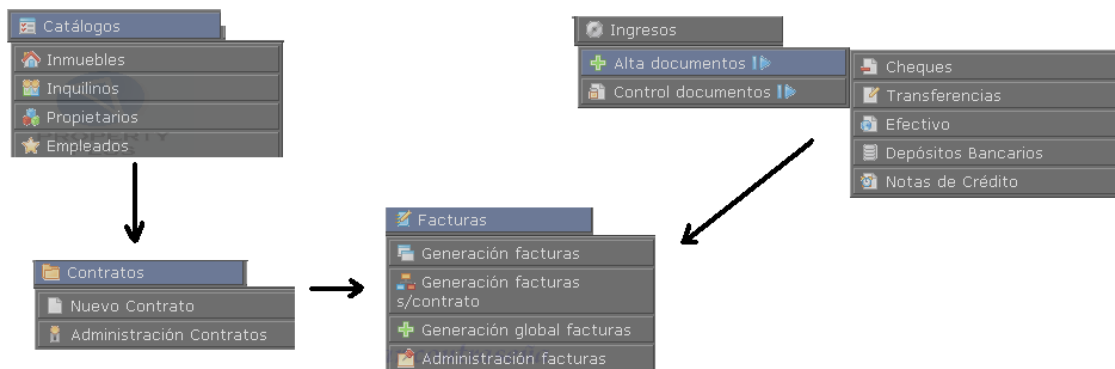 Catálogos
Inmuebles
Inquilinos
Propietarios
Empleados
Ingresos
Alta documentos
Control documentos
Cheques
Transferencias
Efectivo
Depósitos Bancarios
Notas de Crédito
Contratos
Nuevo Contrato
Administración Contratos
Facturas
Generación facturas
Generación facturas
s/contrato
Generación global facturas
Administración facturas